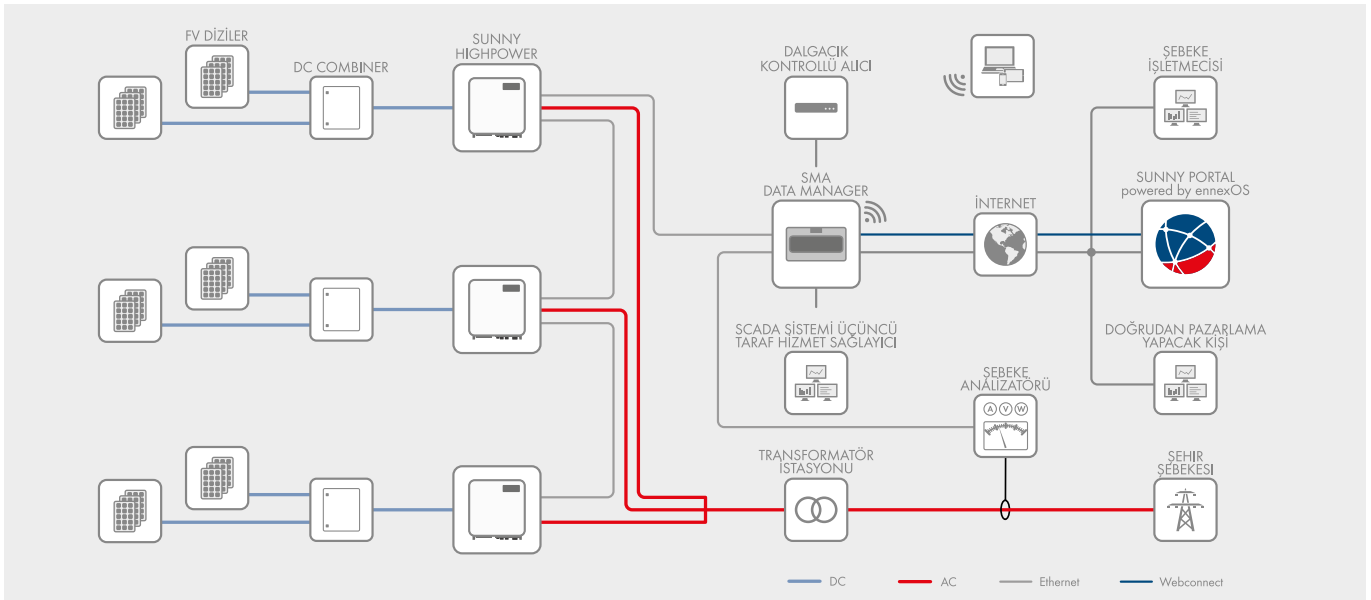 FV DİZİLER
DC COMBINER
SUNNY
HIGHPOWER
DALGACIK
KONTROLLÜ ALICI
ŞEBEKE
İŞLETMECİSİ
SMA
DATA MANAGER
İNTERNET
SUNNY PORTAL
powered by ennexOS
SCADA SİSTEMİ ÜÇÜNCÜ
TARAF HİZMET SAĞLAYICI
DOĞRUDAN PAZARLAMA
YAPACAK KİŞİ
ŞEBEKE
ANALİZATÖRÜ
A V W
TRANSFORMATÖR
İSTASYONU
ŞEHIR
ŞEBEKESI
DC
AC
Ethernet
Webconnect